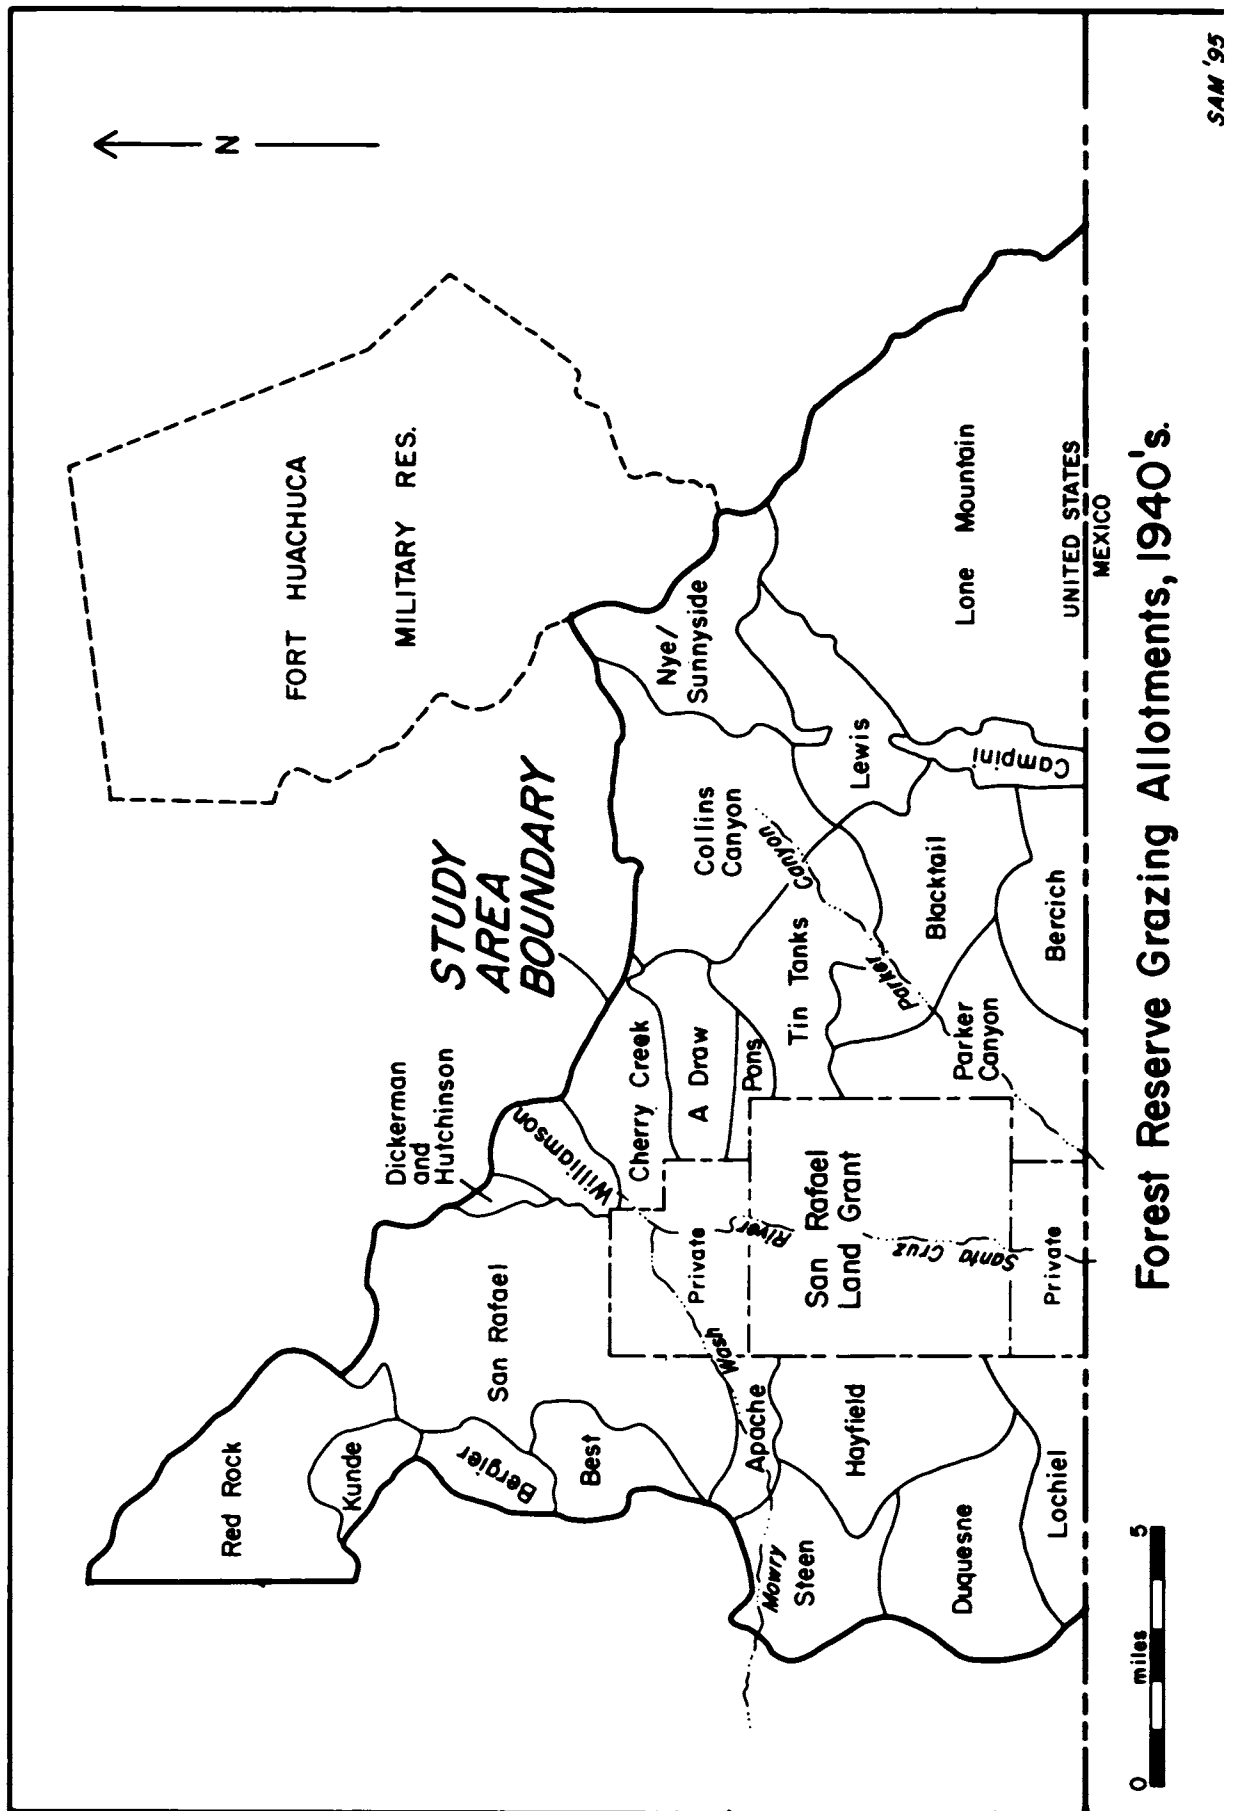 N
FORT HUACHUCA
MILITARY RES.
STUDY
AREA
BOUNDARY
Red Rock
Kunde
Bergier
San Rafael
Best
Dickerman
and
Hutchinson
Williamson
Cherry Creek
A Draw
Pons
Collins
Canyon
Nye/
Sunnyside
Private
Wash
River
Apache
Mowry
Steen
Hayfield
San Rafael
Land Grant
Santa Cruz
Tin Tanks
Parker
Canyon
Lewis
Blacktail
Lone Mountain
Campini
Duquesne
Lochiel
Private
Parker
Canyon
Bercich
UNITED STATES
MEXICO
0 miles 5
Forest Reserve Grazing Allotments, 1940's.
SAM '95